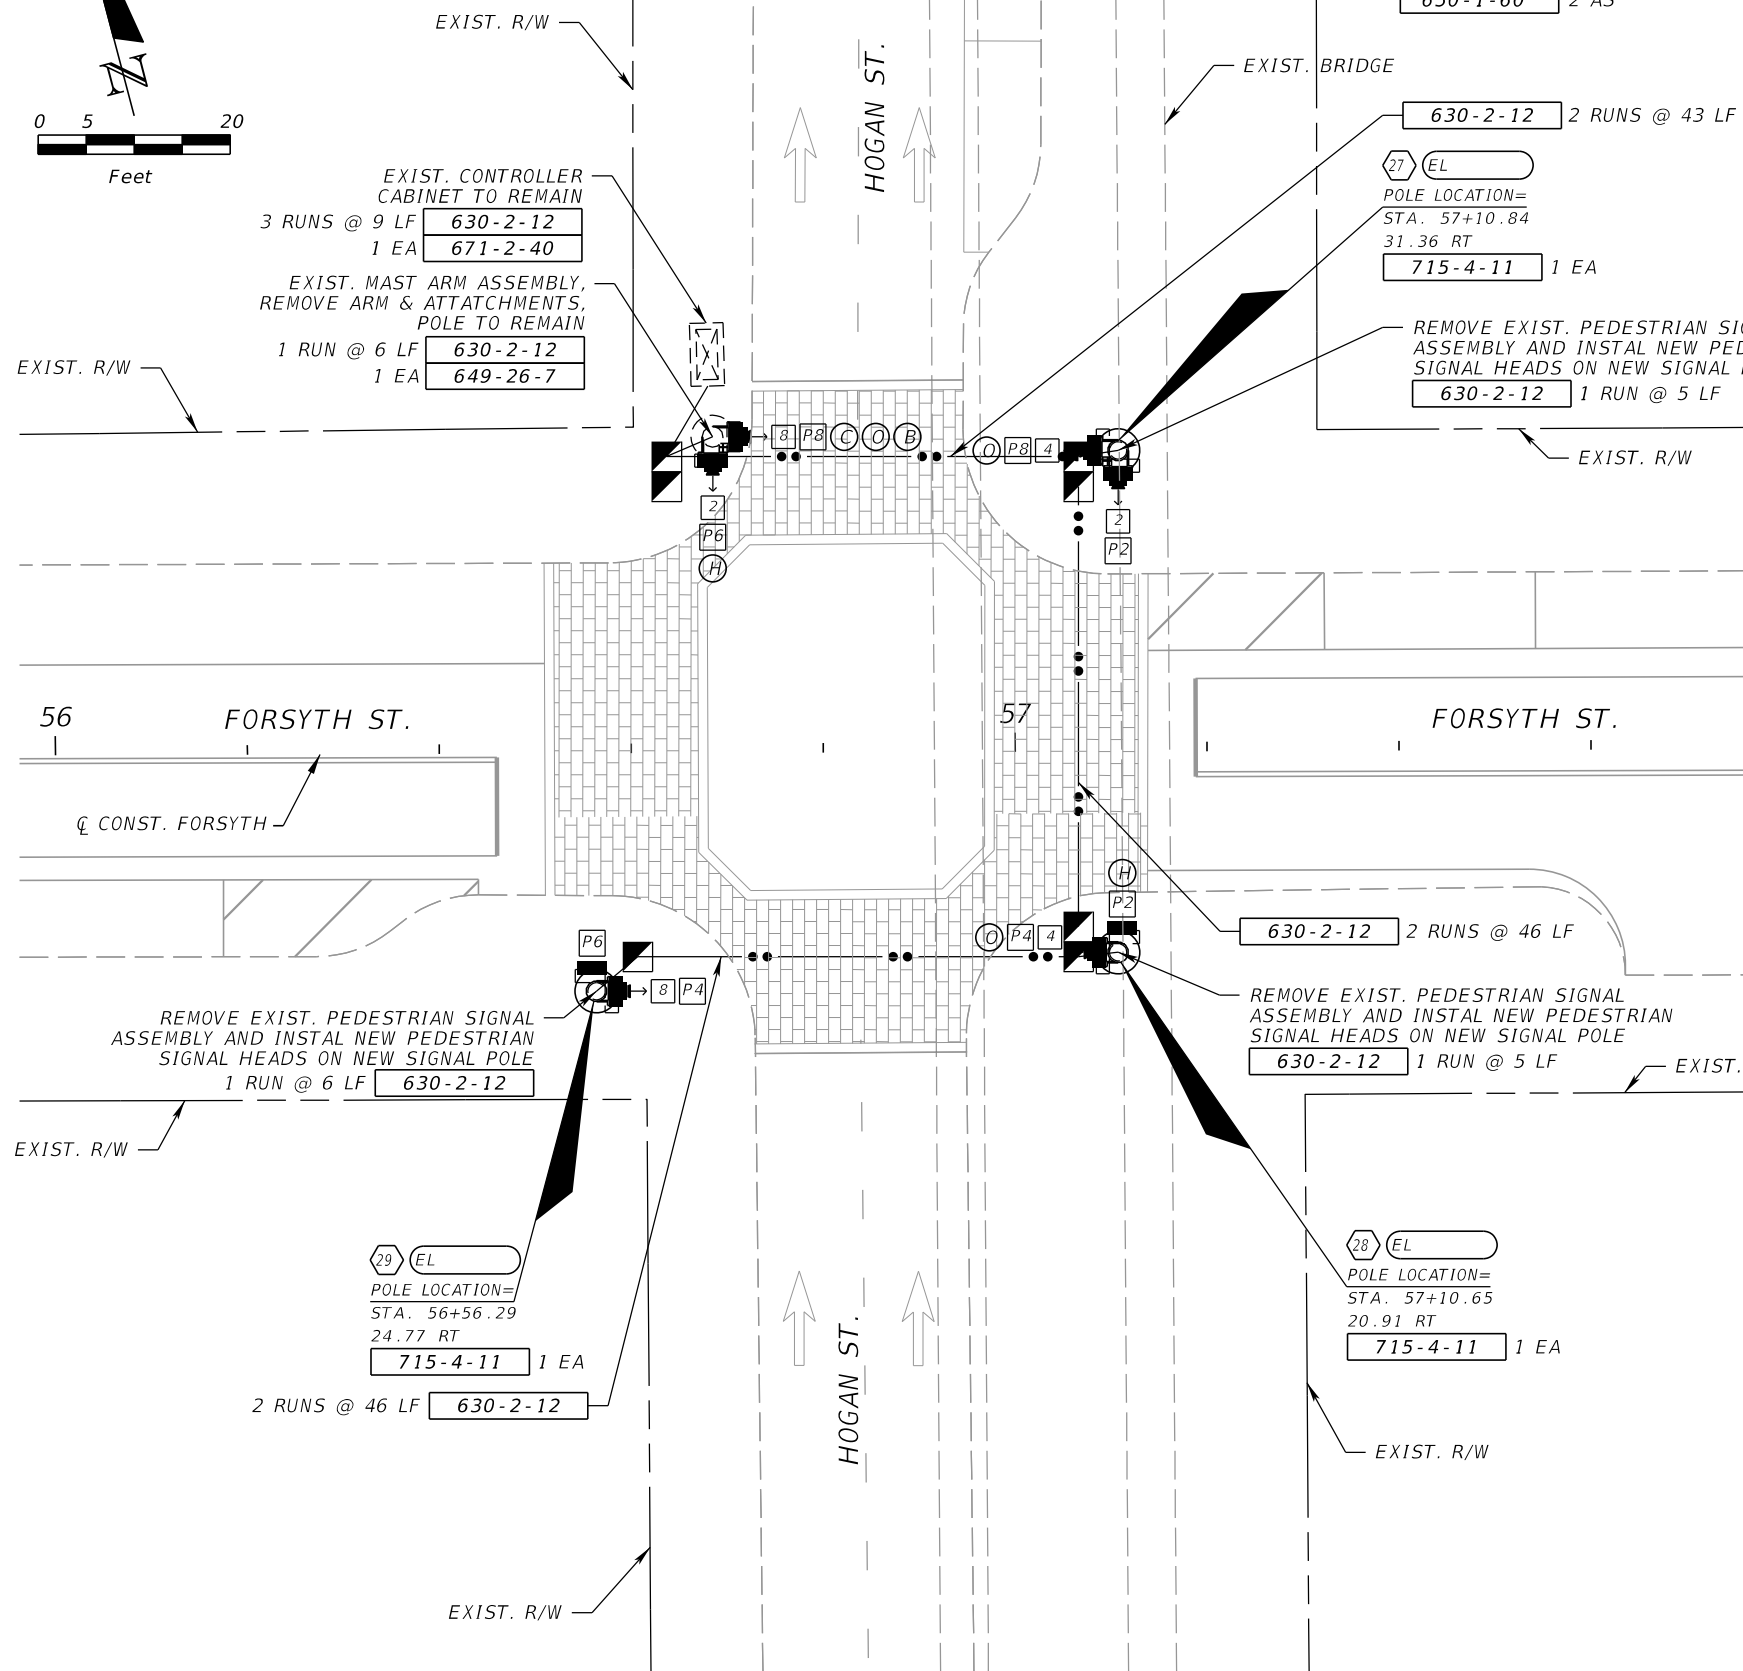 EXIST. R/W
2 AS
EXIST. BRIDGE
HOGAN ST.
N
0 5 20
Feet
630-2-12 2 RUNS @ 43 LF
27 EL
POLE LOCATION=
STA. 57+10.84
31.36 RT
715-4-11 1 EA
EXIST. CONTROLLER
CABINET TO REMAIN
3 RUNS @ 9 LF 630-2-12
1 EA 671-2-40
EXIST. MAST ARM ASSEMBLY,
REMOVE ARM & ATTATCHMENTS,
POLE TO REMAIN
1 RUN @ 6 LF 630-2-12
1 EA 649-26-7
REMOVE EXIST. PEDESTRIAN
ASSEMBLY AND INSTAL NEW
SIGNAL HEADS ON NEW SIGNAL
630-2-12 1 RUN @ 5 LF
EXIST. R/W
EXIST. R/W
8 P8 C O B
O P8 4
2
P6
H
2
P2
56
FORSYTH ST.
57
FORSYTH ST.
℄ CONST. FORSYTH
H
P2
O P4 4
P6
8 P4
630-2-12 2 RUNS @ 46 LF
REMOVE EXIST. PEDESTRIAN SIGNAL
ASSEMBLY AND INSTAL NEW PEDESTRIAN
SIGNAL HEADS ON NEW SIGNAL POLE
1 RUN @ 6 LF 630-2-12
REMOVE EXIST. PEDESTRIAN SIGNAL
ASSEMBLY AND INSTAL NEW PEDESTRIAN
SIGNAL HEADS ON NEW SIGNAL POLE
630-2-12 1 RUN @ 5 LF
EXIST.
EXIST. R/W
29 EL
POLE LOCATION=
STA. 56+56.29
24.77 RT
715-4-11 1 EA
2 RUNS @ 46 LF 630-2-12
HOGAN ST.
28 EL
POLE LOCATION=
STA. 57+10.65
20.91 RT
715-4-11 1 EA
EXIST. R/W
EXIST. R/W